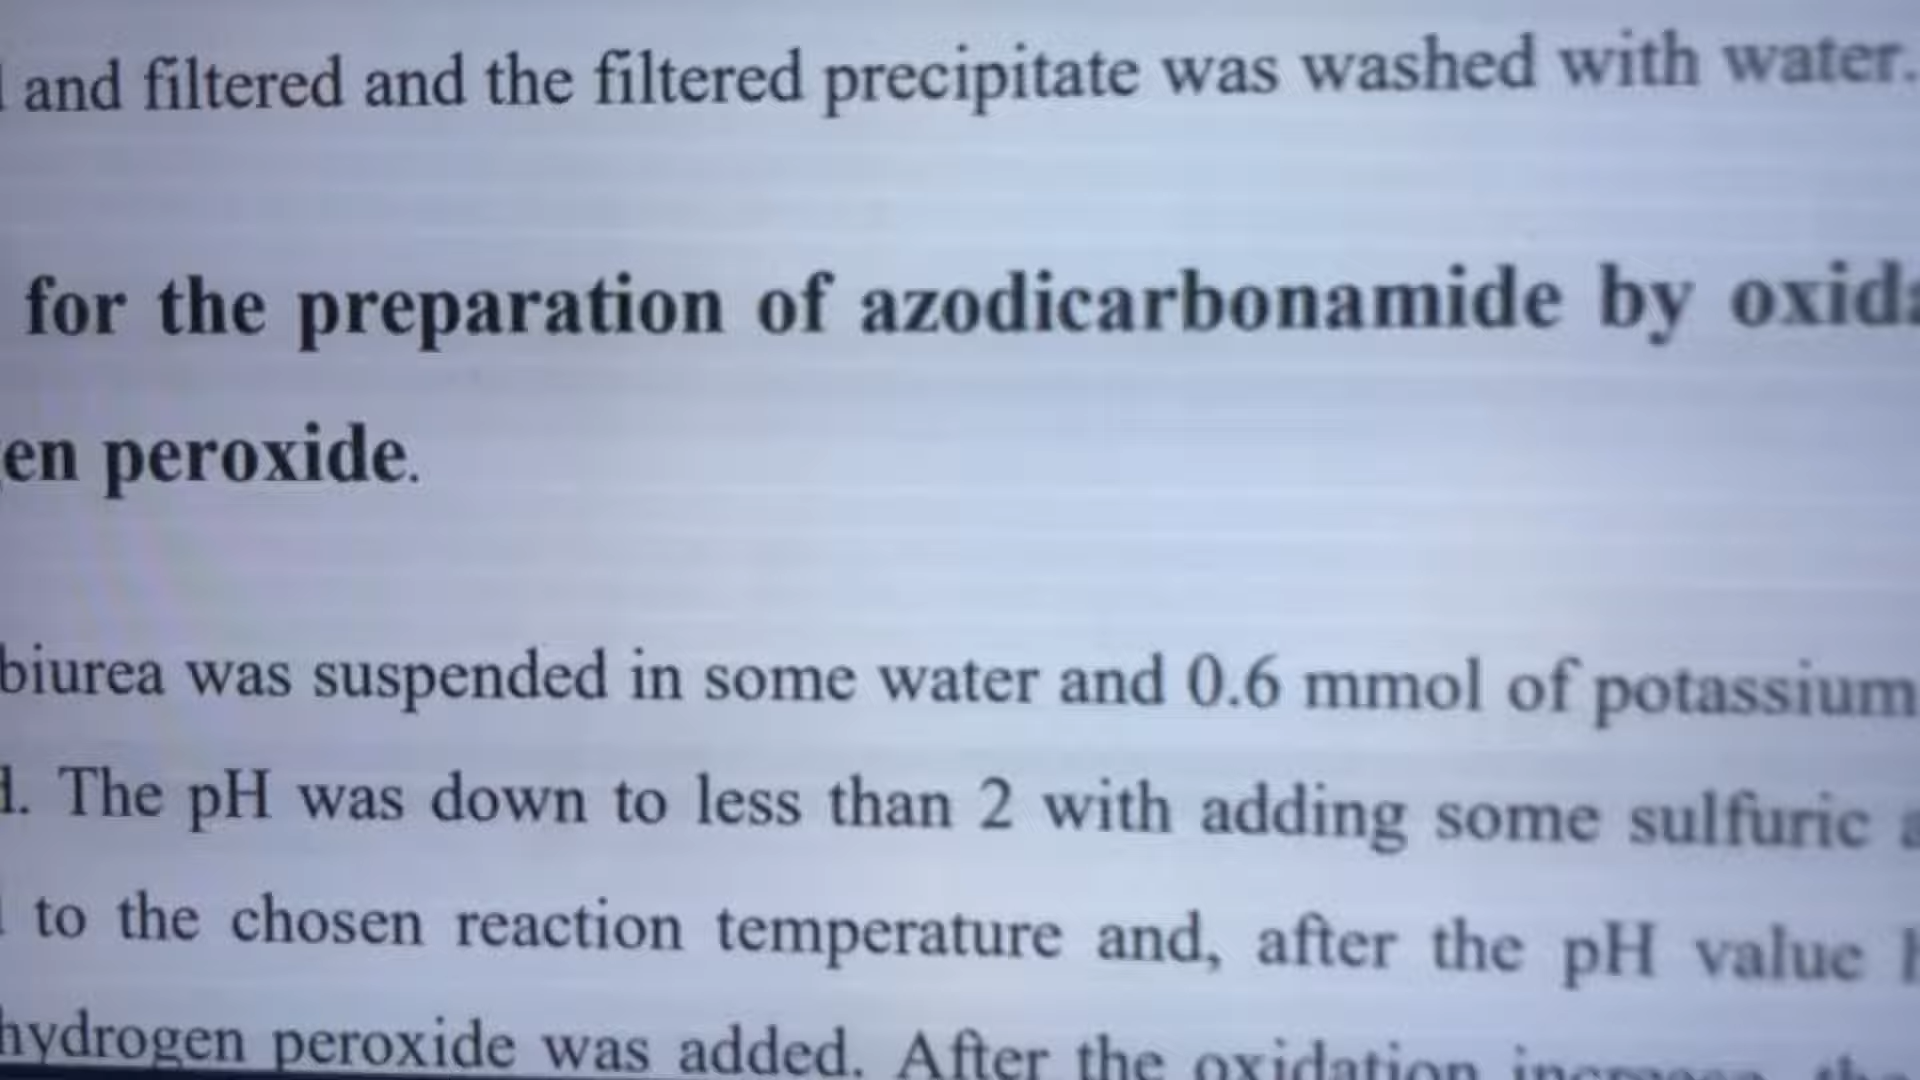 and filtered and the filtered precipitate was washed with water.
for the preparation of azodicarbonamide by oxida
en peroxide.
biurea was suspended in some water and 0.6 mmol of potassium
. The pH was down to less than 2 with adding some sulfuric
to the chosen reaction temperature and, after the pH value
hydrogen peroxide was added. After the oxidation increase, the